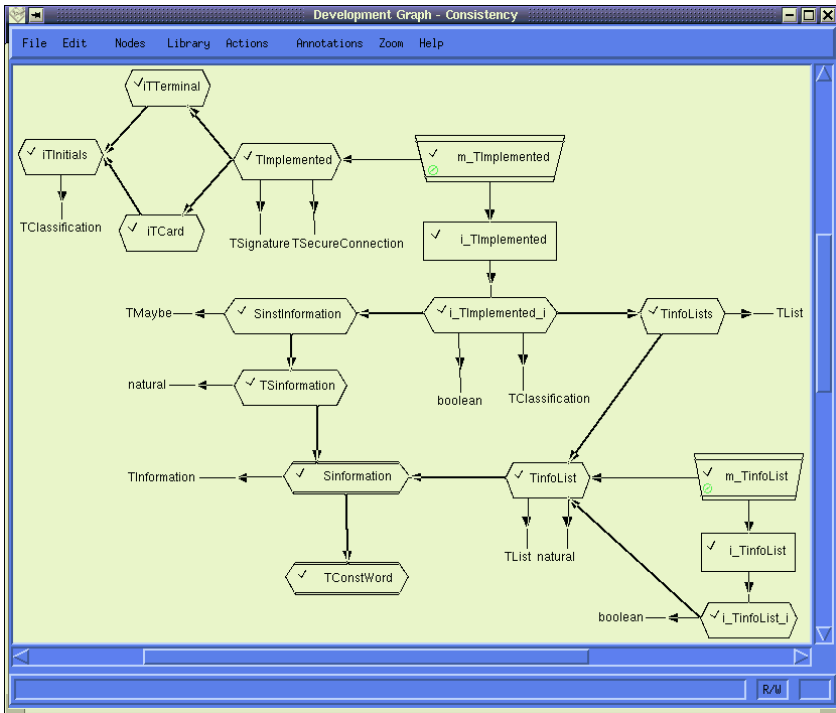 Development Graph - Consistency
File Edit Nodes Library Actions Annotations Zoom Help
iTTerminal
iTInitials
TImplemented
m_TImplemented
TClassification
iTCard
TSignature TSecureConnection
i_TImplemented
TMaybe
SinstInformation
i_TImplemented_i
TinfoLists
TList
natural
TSinformation
boolean
TClassification
TInformation
Sinformation
TinfoList
m_TinfoList
TList natural
i_TinfoList
TConstWord
boolean
i_TinfoList_i
R/W